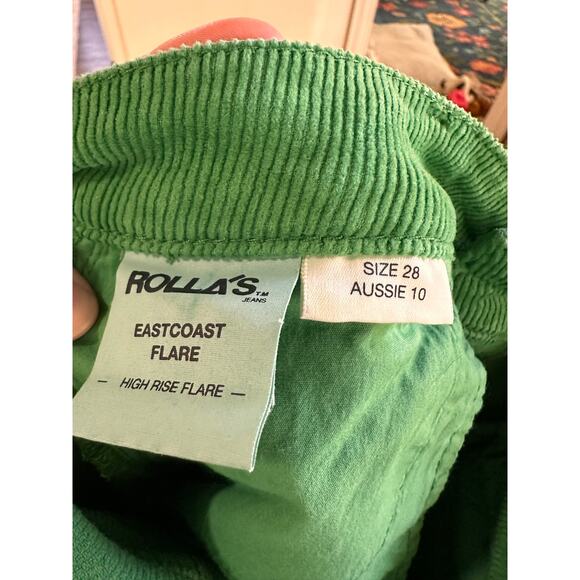 ROLLA'S TM
JEANS
EASTCOAST
FLARE
- HIGH RISE FLARE -
SIZE 28
AUSSIE 10